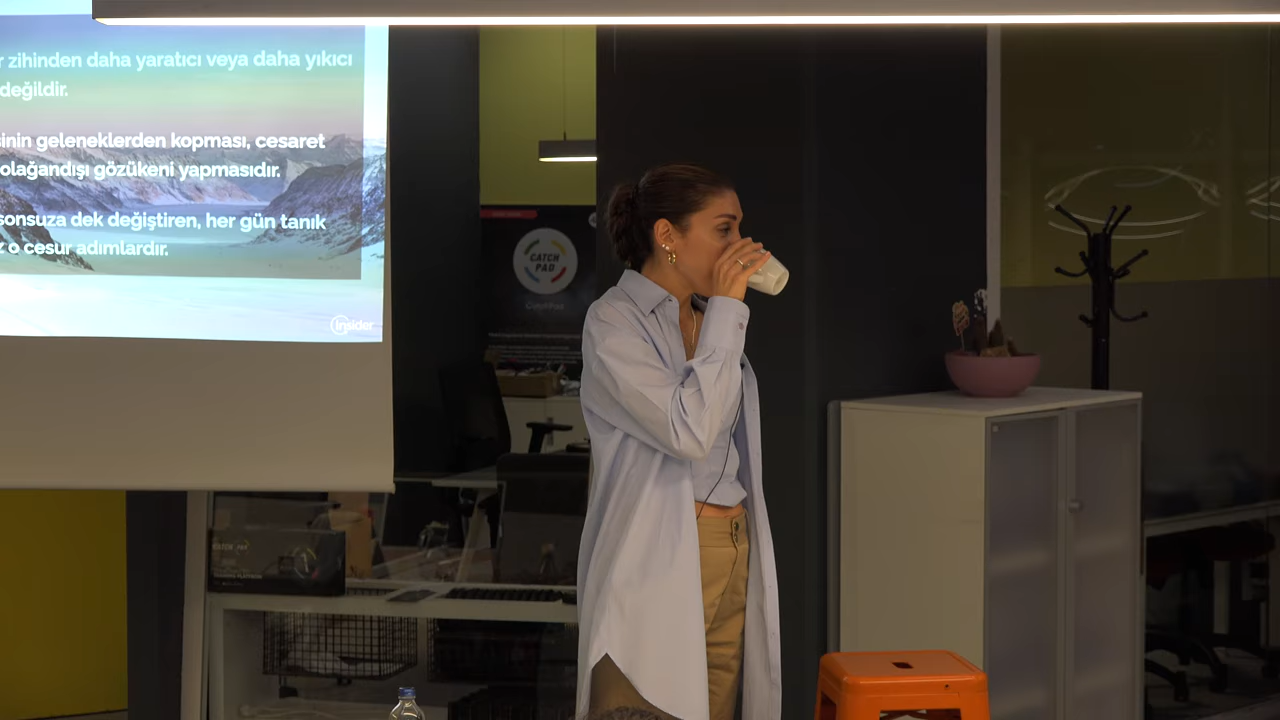 zihinden daha yaratıcı veya daha yıkıcı
değildir.
geleneklerden kopması, cesaret
olağandışı gözükeni yapmasıdır.
sonsuza dek değiştiren, her gün tanık
o cesur adımlardır.
insider
CATCH
PAD